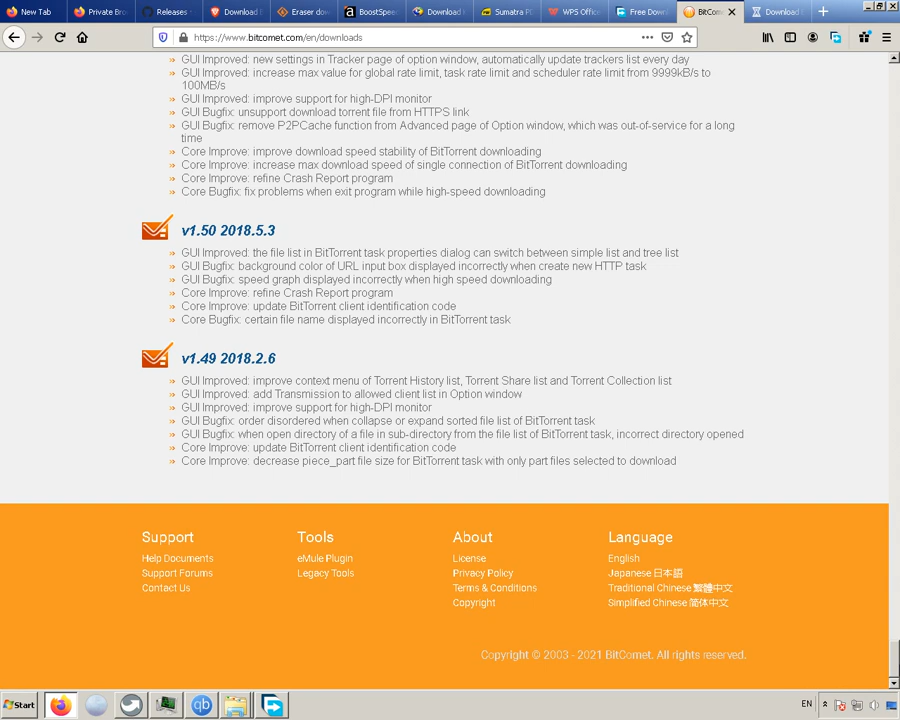 New Tab
Private Bro
Releases
Download E
Eraser dow
BoostSpee
Download
Sumatra PD
WPS Offic
Free Down
BitCom
Download
https://www.bitcomet.com/en/downloads
GUI Improved: new settings in Tracker page of option window, automatically update trackers list every day
GUI Improved: increase max value for global rate limit, task rate limit and scheduler rate limit from 9999kB/s to
100MB/s
GUI Improved: improve support for high-DPI monitor
GUI Bugfix: unsupport download torrent file from HTTPS link
GUI Bugfix: remove P2PCache function from Advanced page of Option window, which was out-of-service for a long
time
Core Improve: improve download speed stability of BitTorrent downloading
Core Improve: increase max download speed of single connection of BitTorrent downloading
Core Improve: refine Crash Report program
Core Bugfix: fix problems when exit program while high-speed downloading
v1.50 2018.5.3
GUI Improved: the file list in BitTorrent task properties dialog can switch between simple list and tree list
GUI Bugfix: background color of URL input box displayed incorrectly when create new HTTP task
GUI Bugfix: speed graph displayed incorrectly when high speed downloading
Core Improve: refine Crash Report program
Core Improve: update BitTorrent client identification code
Core Bugfix: certain file name displayed incorrectly in BitTorrent task
v1.49 2018.2.6
GUI Improved: improve context menu of Torrent History list, Torrent Share list and Torrent Collection list
GUI Improved: add Transmission to allowed client list in Option window
GUI Improved: improve support for high-DPI monitor
GUI Bugfix: order disordered when collapse or expand sorted file list of BitTorrent task
GUI Bugfix: when open directory of a file in sub-directory from the file list of BitTorrent task, incorrect directory opened
Core Improve: update BitTorrent client identification code
Core Improve: decrease piece_part file size for BitTorrent task with only part files selected to download
Support
Help Documents
Support Forums
Contact Us
Tools
eMule Plugin
Legacy Tools
About
License
Privacy Policy
Terms & Conditions
Copyright
Language
English
Japanese 日本語
Traditional Chinese 繁體中文
Simplified Chinese 简体中文
Copyright © 2003 - 2021 BitComet. All rights reserved.
Start
qb
EN